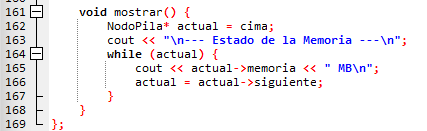 161 void mostrar() {
162 NodoPila* actual = cima;
163 cout << "\n--- Estado de la Memoria ---\n";
164 while (actual) {
165 cout << actual->memoria << " MB\n";
166 actual = actual->siguiente;
167 }
168 }
169 };